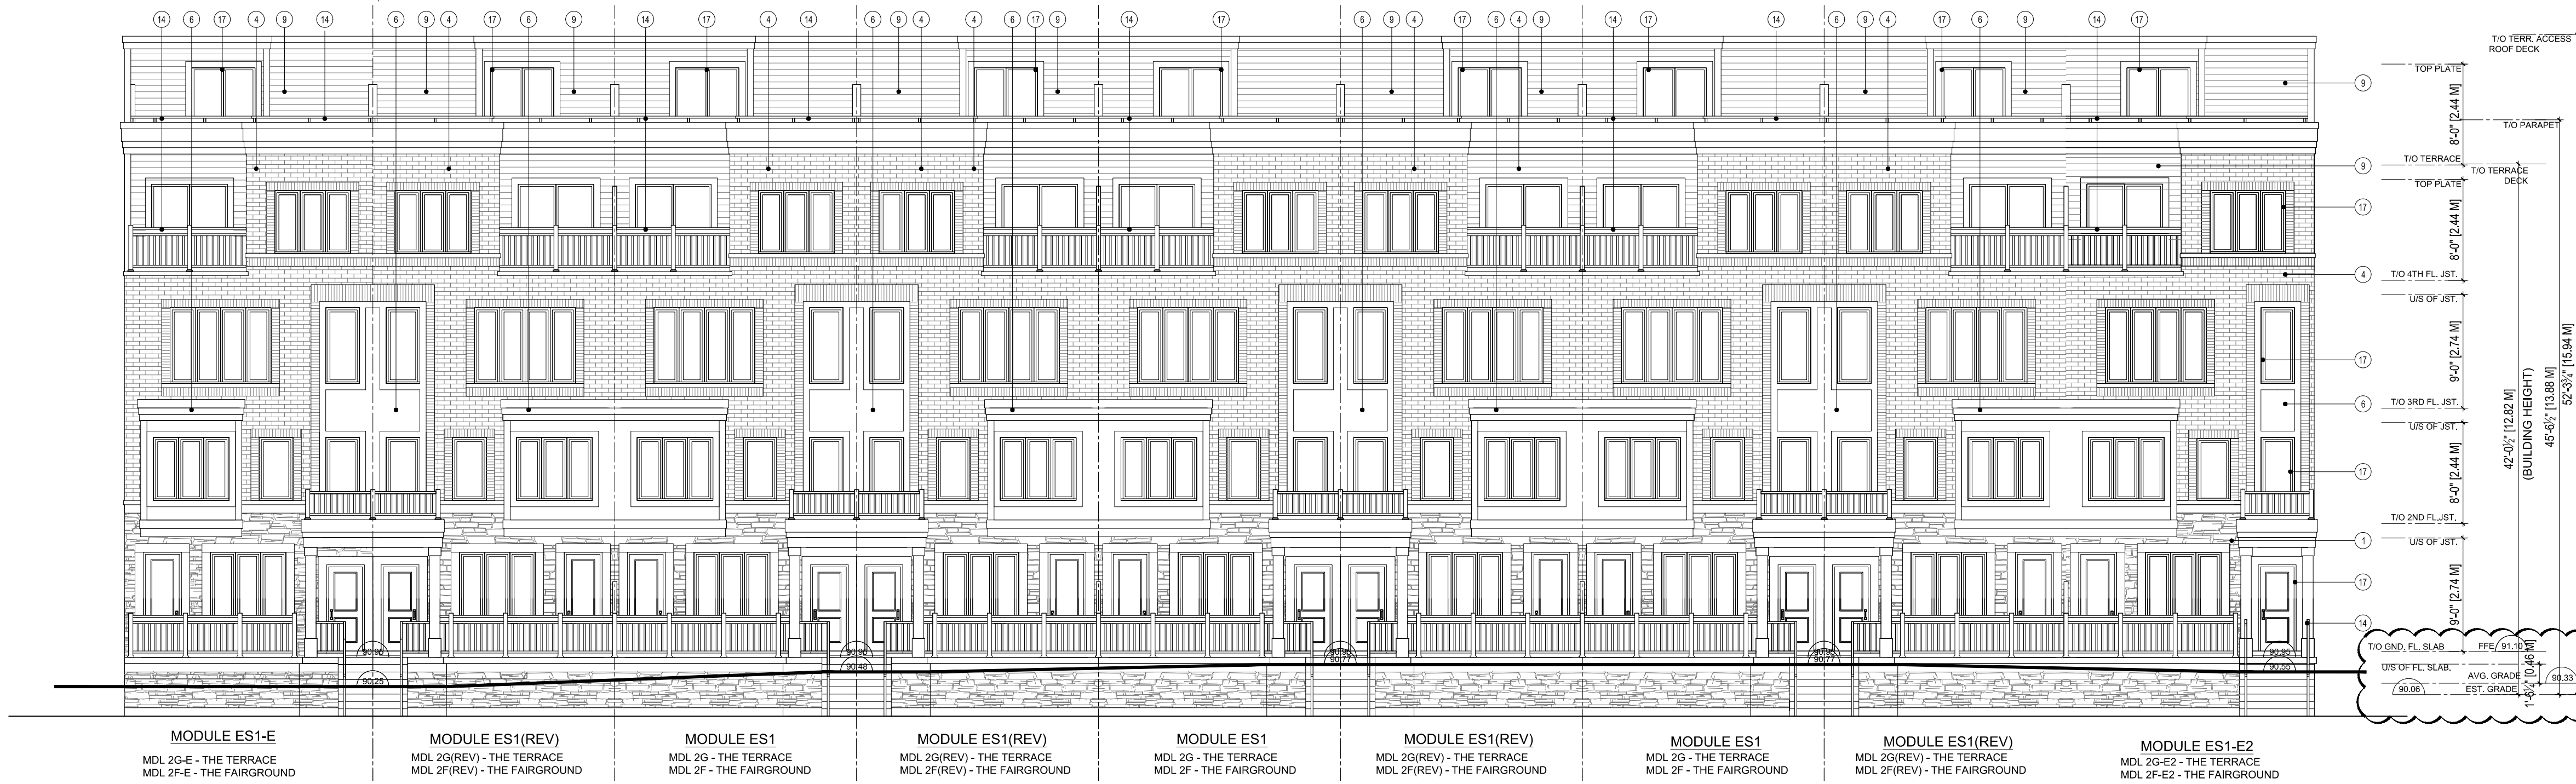 14 6 17 4 9 14 6 9 4 17 6 9 14 17 4 14 6 9 4 4 6 17 9 14 17 6 9 4 17 6 4 9 14 17 14 6 9 4 17 6 9 14 17
T/O TERR. ACCESS
ROOF DECK
TOP PLATE
9
8'-0" [2.44 M]
T/O PARAPET
T/O TERRACE
9
T/O TERRACE
DECK
TOP PLATE
17
8'-0" [2.44 M]
4
T/O 4TH FL. JST.
U/S OF JST.
17
9'-0" [2.74 M]
6
T/O 3RD FL. JST.
U/S OF JST.
17
8'-0" [2.44 M]
T/O 2ND FL.JST.
1
U/S OF JST.
17
9'-0" [2.74 M]
14
42'-0½" [12.82 M]
(BUILDING HEIGHT)
45'-6½" [13.88 M]
52'-3¾" [15.94 M]
T/O GND. FL. SLAB
FFE 91.10
U/S OF FL. SLAB.
AVG. GRADE
90.33
90.06
EST. GRADE
1'-6¼" [0.46 M]
90.90
90.25
90.90
90.48
90.77
90.77
90.95
90.55
MODULE ES1-E
MDL 2G-E - THE TERRACE
MDL 2F-E - THE FAIRGROUND
MODULE ES1(REV)
MDL 2G(REV) - THE TERRACE
MDL 2F(REV) - THE FAIRGROUND
MODULE ES1
MDL 2G - THE TERRACE
MDL 2F - THE FAIRGROUND
MODULE ES1(REV)
MDL 2G(REV) - THE TERRACE
MDL 2F(REV) - THE FAIRGROUND
MODULE ES1
MDL 2G - THE TERRACE
MDL 2F - THE FAIRGROUND
MODULE ES1(REV)
MDL 2G(REV) - THE TERRACE
MDL 2F(REV) - THE FAIRGROUND
MODULE ES1
MDL 2G - THE TERRACE
MDL 2F - THE FAIRGROUND
MODULE ES1(REV)
MDL 2G(REV) - THE TERRACE
MDL 2F(REV) - THE FAIRGROUND
MODULE ES1-E2
MDL 2G-E2 - THE TERRACE
MDL 2F-E2 - THE FAIRGROUND